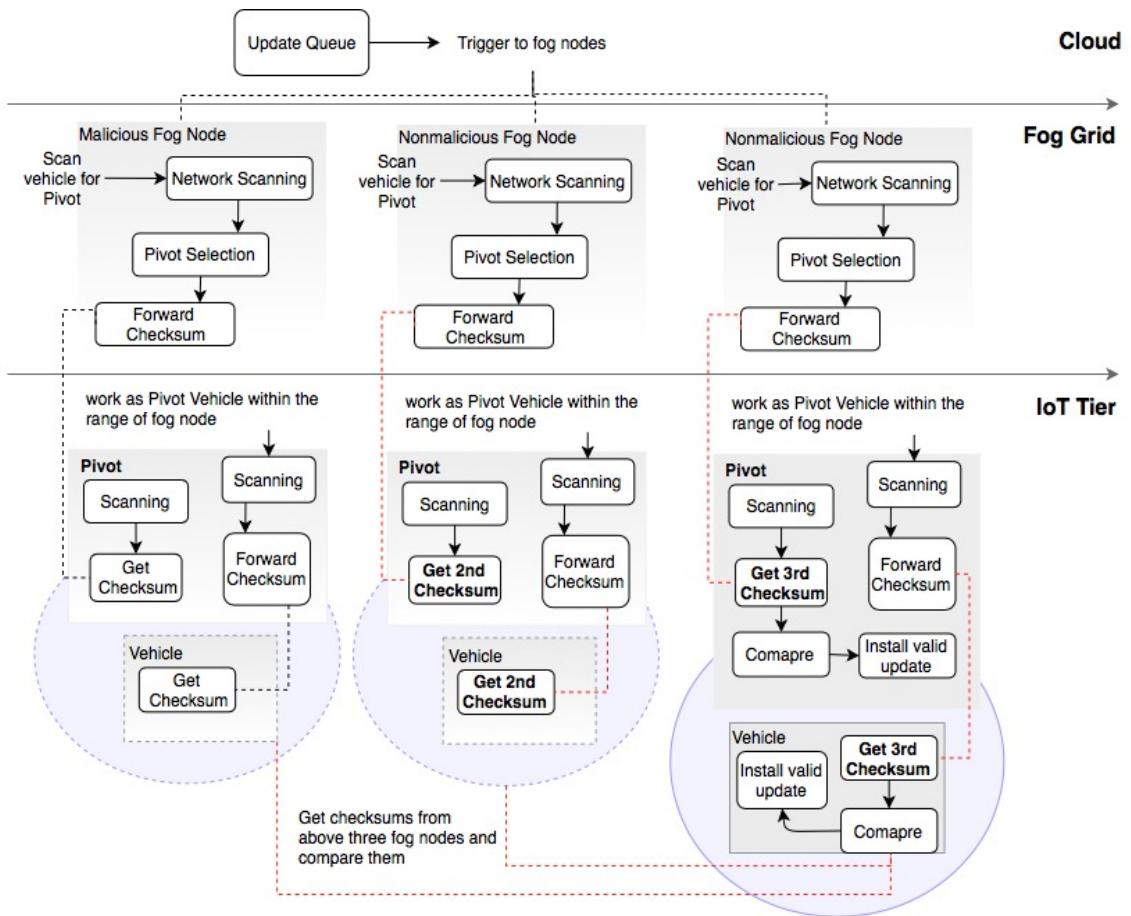 Update Queue
Trigger to fog nodes
Cloud
Malicious Fog Node
Nonmalicious Fog Node
Nonmalicious Fog Node
Fog Grid
Scan
vehicle for
Pivot
Network Scanning
Pivot Selection
Forward
Checksum
Scan
vehicle for
Pivot
Network Scanning
Pivot Selection
Forward
Checksum
Scan
vehicle for
Pivot
Network Scanning
Pivot Selection
Forward
Checksum
IoT Tier
work as Pivot Vehicle within the
range of fog node
Pivot
Scanning
Scanning
Get
Checksum
Forward
Checksum
Vehicle
Get
Checksum
work as Pivot Vehicle within the
range of fog node
Pivot
Scanning
Scanning
Get 2nd
Checksum
Forward
Checksum
Vehicle
Get 2nd
Checksum
work as Pivot Vehicle within the
range of fog node
Pivot
Scanning
Scanning
Get 3rd
Checksum
Forward
Checksum
Comapre
Install valid
update
Vehicle
Get 3rd
Checksum
Install valid
update
Comapre
Get checksums from
above three fog nodes and
compare them